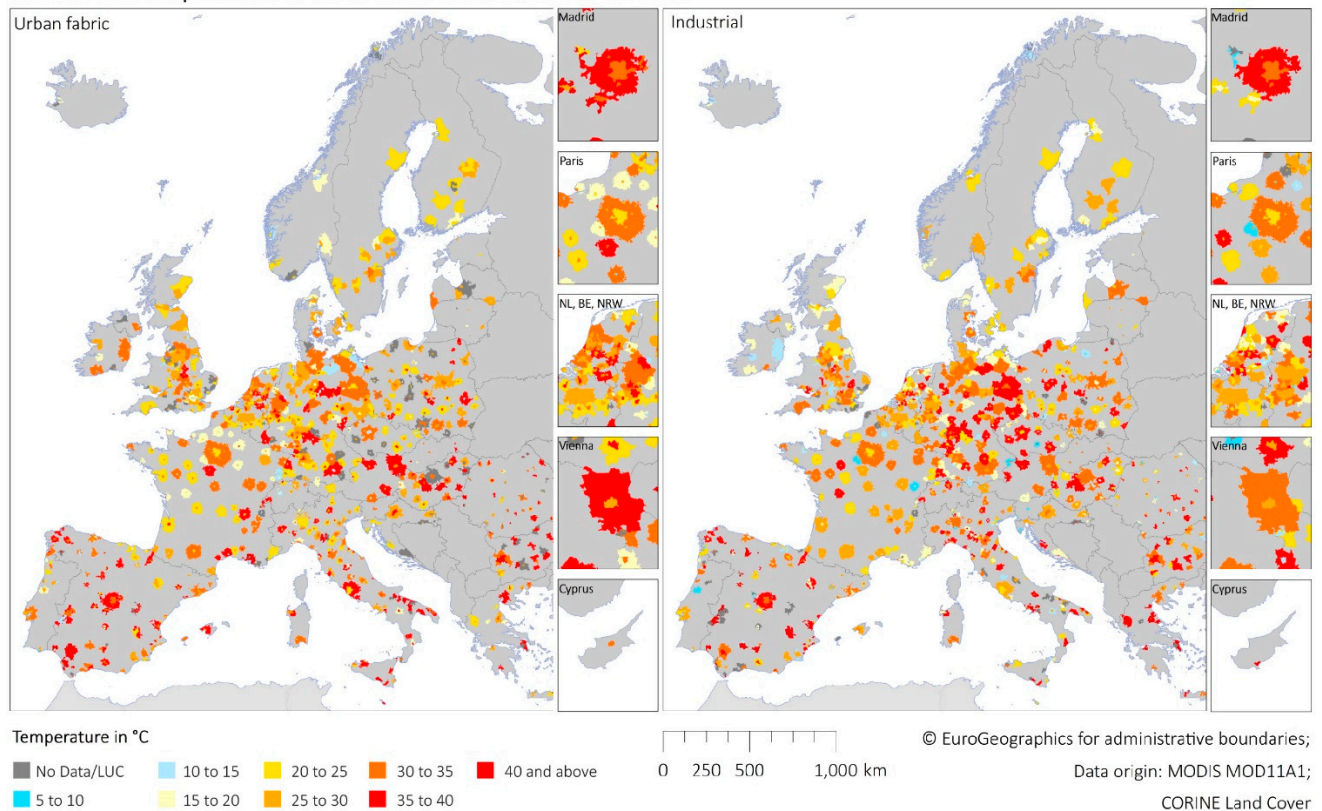 Urban fabric
Madrid
Paris
NL, BE, NRW
Vienna
Cyprus
Industrial
Madrid
Paris
NL, BE, NRW
Vienna
Cyprus
Temperature in °C
No Data/LUC
10 to 15
20 to 25
30 to 35
40 and above
5 to 10
15 to 20
25 to 30
35 to 40
0 250 500 1,000 km
© EuroGeographics for administrative boundaries;
Data origin: MODIS MOD11A1;
CORINE Land Cover